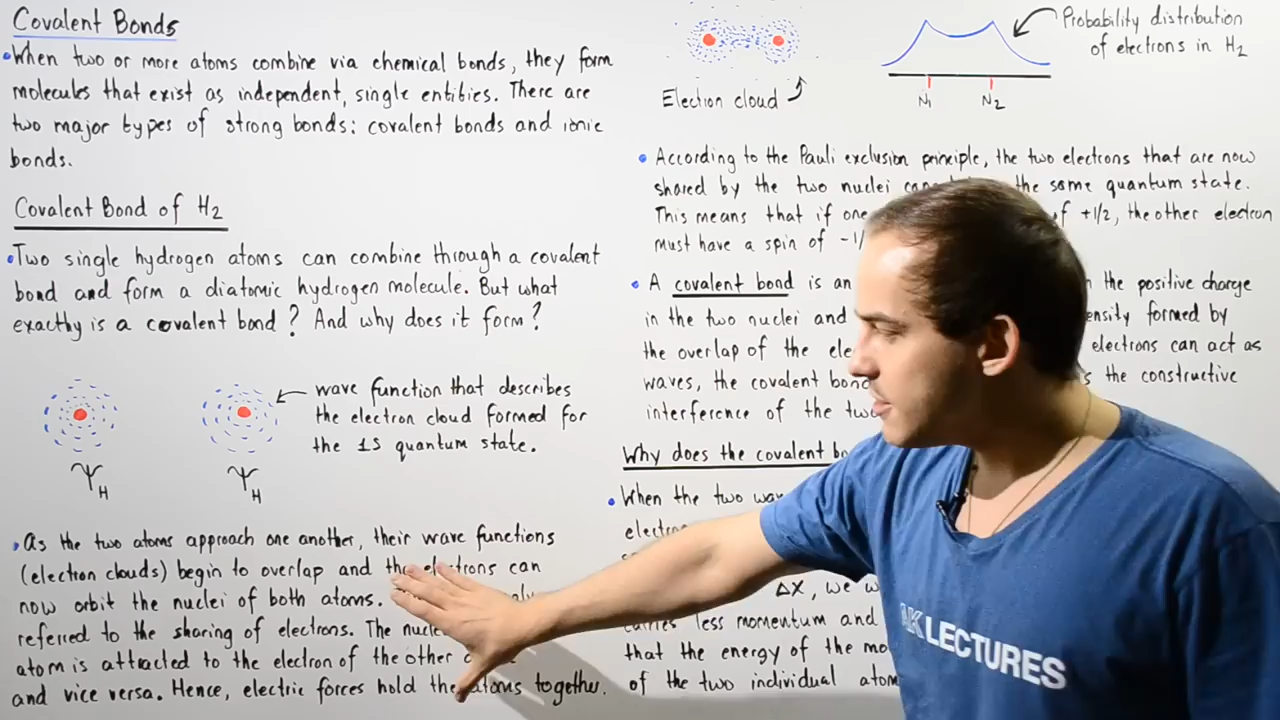 Covalent Bonds
•When two or more atoms combine via chemical bonds, they form
molecules that exist as independent, single entities. There are
two major types of strong bonds: covalent bonds and ionic
bonds.
Covalent Bond of H₂
•Two single hydrogen atoms can combine through a covalent
bond and form a diatomic hydrogen molecule. But what
exactly is a covalent bond? And why does it form?
wave function that describes
the electron cloud formed for
the 1S quantum state.
Ψ_H
Ψ_H
•As the two atoms approach one another, their wave functions
(electron clouds) begin to overlap and the electrons can
now orbit the nuclei of both atoms.
referred to the sharing of electrons. The
atom is attracted to the electron of the other
and vice versa. Hence, electric forces hold the atoms together.
Electron cloud
Probability distribution
of electrons in H₂
N₁ N₂
• According to the Pauli exclusion principle, the two electrons that are now
shared by the two nuclei the same quantum state.
This means that if one of +1/2, the other electron
must have a spin of -1/
• A covalent bond is an the positive charge
in the two nuclei and formed by
the overlap of the electrons can act as
waves, the covalent the constructive
interference of the
Why does the covalent
• When the two
ΔX, we
carries less momentum and
that the energy of the
of the two individual
AK LECTURES